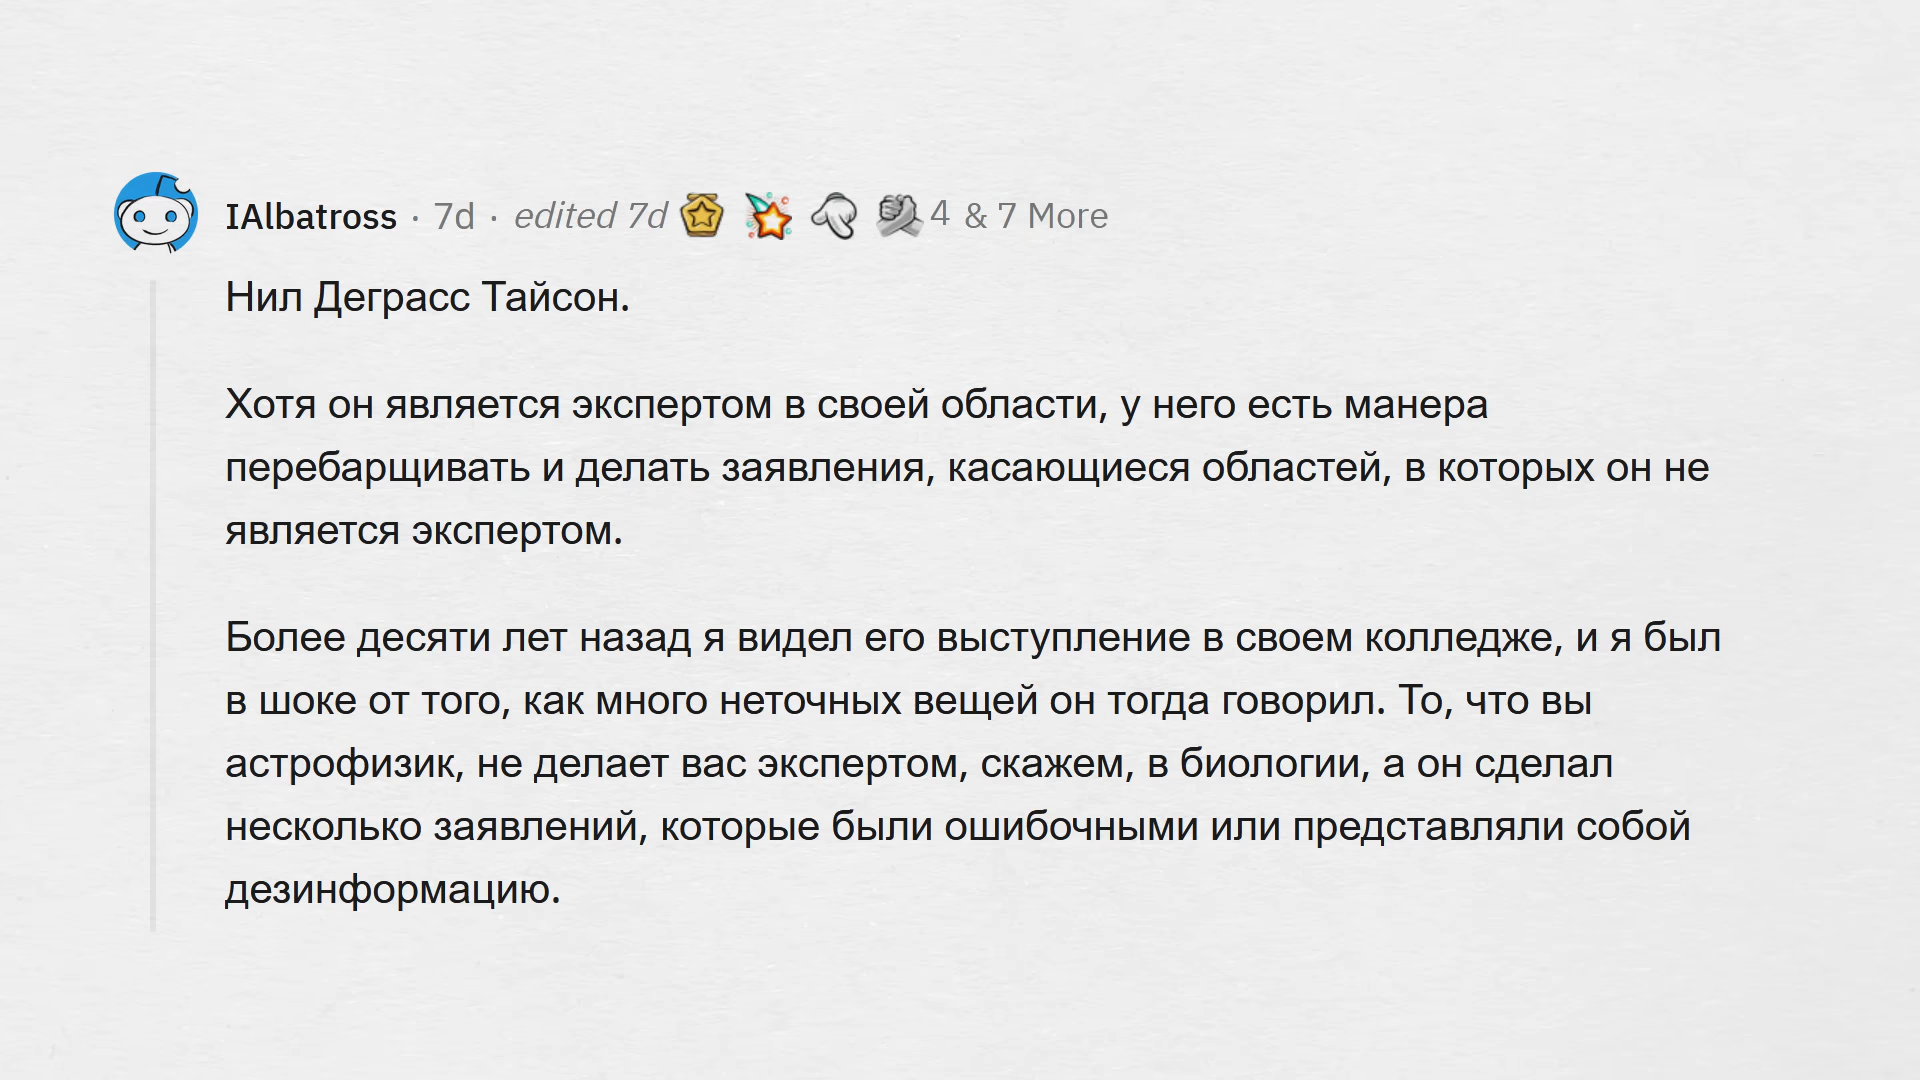 IAlbatross · 7d · edited 7d 4 & 7 More
Нил Деграсс Тайсон.
Хотя он является экспертом в своей области, у него есть манера
перебарщивать и делать заявления, касающиеся областей, в которых он не
является экспертом.
Более десяти лет назад я видел его выступление в своем колледже, и я был
в шоке от того, как много неточных вещей он тогда говорил. То, что вы
астрофизик, не делает вас экспертом, скажем, в биологии, а он сделал
несколько заявлений, которые были ошибочными или представляли собой
дезинформацию.